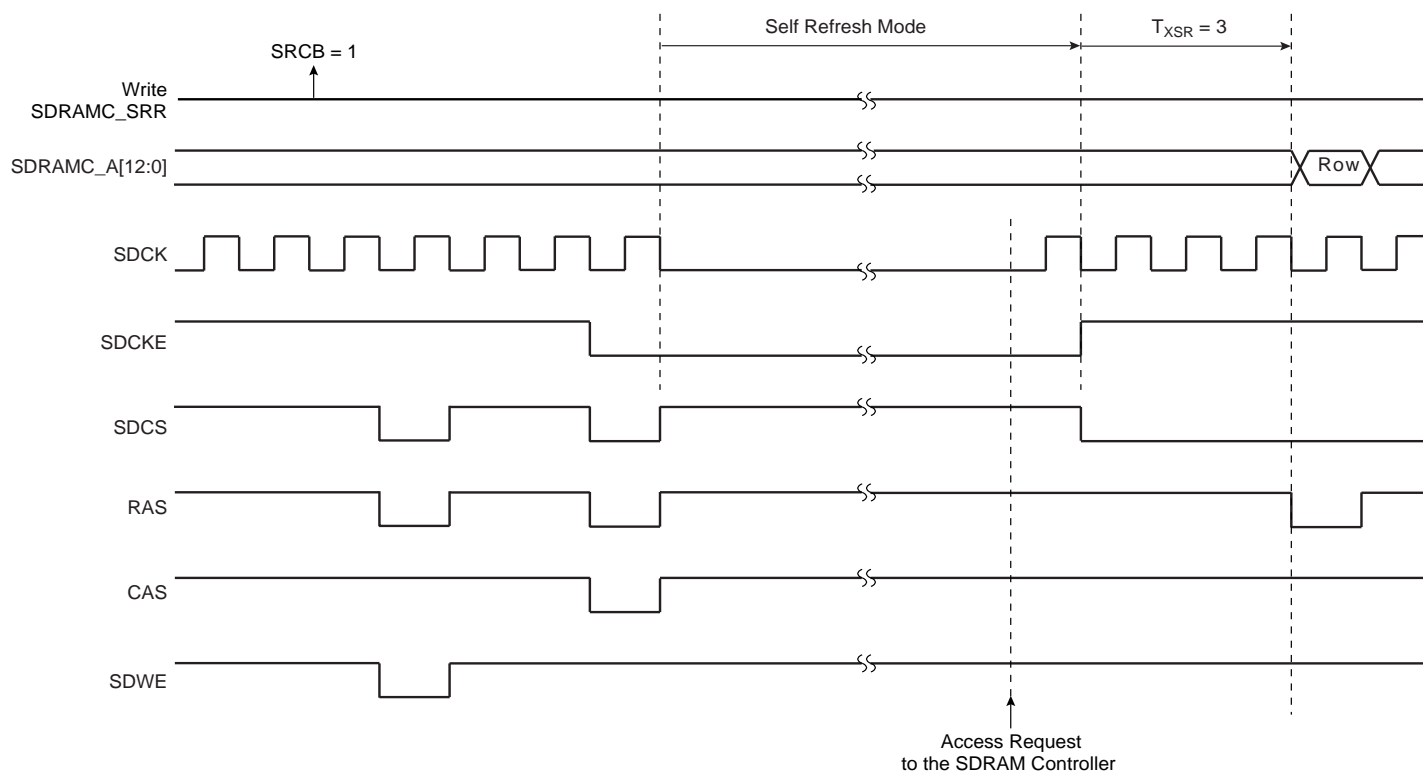 Self Refresh Mode
TXSR = 3
SRCB = 1
Write
SDRAMC_SRR
SDRAMC_A[12:0]
Row
SDCK
SDCKE
SDCS
RAS
CAS
SDWE
Access Request
to the SDRAM Controller